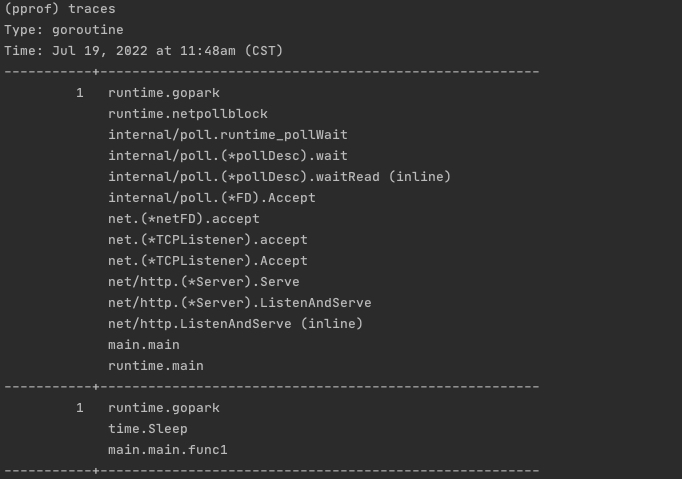 (pprof) traces
Type: goroutine
Time: Jul 19, 2022 at 11:48am (CST)
-----------+-------------------------------------------------------
         1   runtime.gopark
             runtime.netpollblock
             internal/poll.runtime_pollWait
             internal/poll.(*pollDesc).wait
             internal/poll.(*pollDesc).waitRead (inline)
             internal/poll.(*FD).Accept
             net.(*netFD).accept
             net.(*TCPListener).accept
             net.(*TCPListener).Accept
             net/http.(*Server).Serve
             net/http.(*Server).ListenAndServe
             net/http.ListenAndServe (inline)
             main.main
             runtime.main
-----------+-------------------------------------------------------
         1   runtime.gopark
             time.Sleep
             main.main.func1
-----------+-------------------------------------------------------